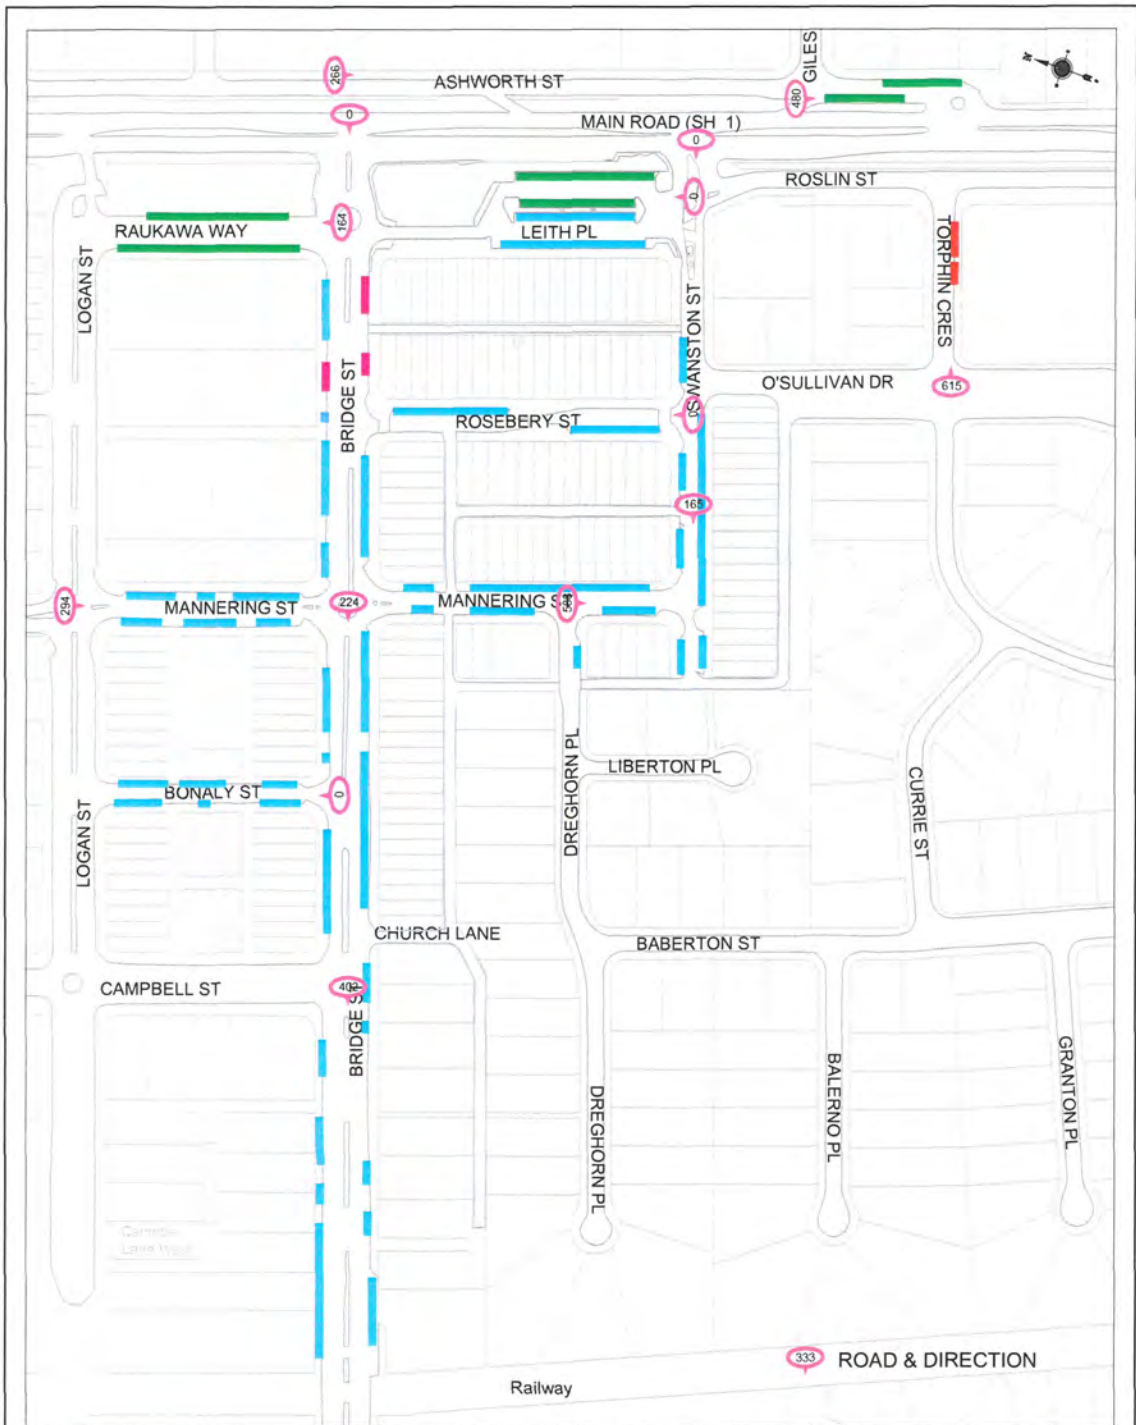 GILES
266
ASHWORTH ST
480
0
MAIN ROAD (SH 1)
0
ROSLIN ST
0
164
RAUKAWA WAY
LEITH PL
TORPHIN CRES
LOGAN ST
SWANSTON ST
BRIDGE ST
O'SULLIVAN DR
615
0
ROSEBERY ST
165
294
MANNERING ST
224
MANNERING ST
DREGHORN PL
LIBERTON PL
BONALY ST
0
CURRIE ST
LOGAN ST
CHURCH LANE
BABERTON ST
CAMPBELL ST
402
BRIDGE ST
DREGHORN PL
BALERNO PL
GRANTON PL
333 ROAD & DIRECTION
Railway